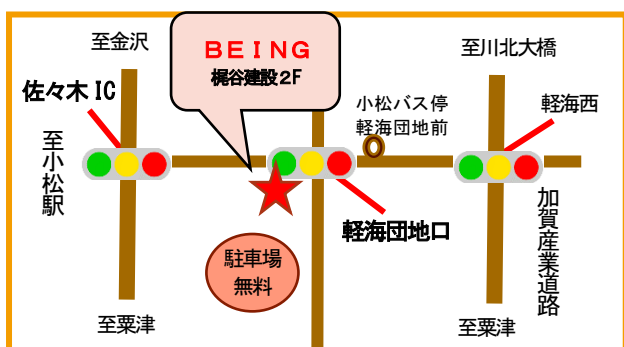 至金沢
ＢＥＩＮＧ
梶谷建設２F
至川北大橋
佐々木 IC
小松バス停
軽海団地前
軽海西
至小松駅
軽海団地口
加賀産業道路
駐車場
無料
至粟津
至粟津